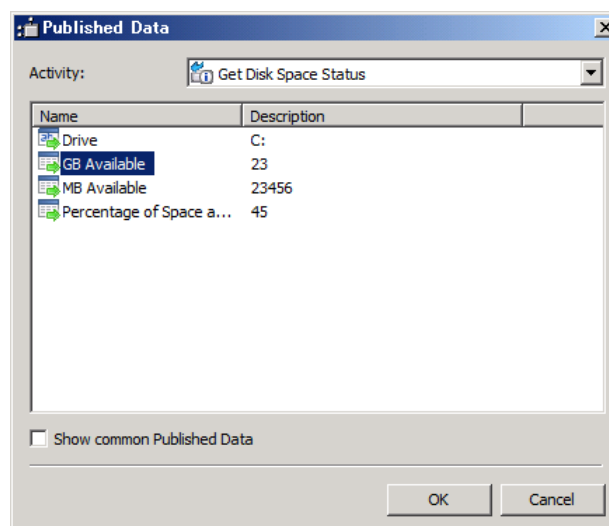 Published Data
Activity: Get Disk Space Status
Name Description
Drive C:
GB Available 23
MB Available 23456
Percentage of Space a... 45
Show common Published Data
OK Cancel